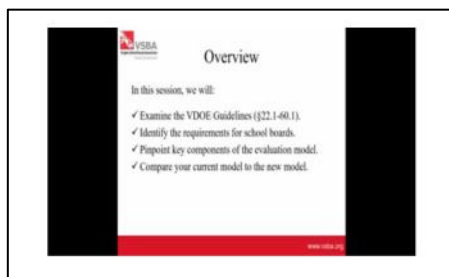 VSBA
Overview
In this session, we will:
✓ Examine the VDOE Guidelines (§22.1-60.1).
✓ Identify the requirements for school boards.
✓ Pinpoint key components of the evaluation model.
✓ Compare your current model to the new model.
www.vsba.org